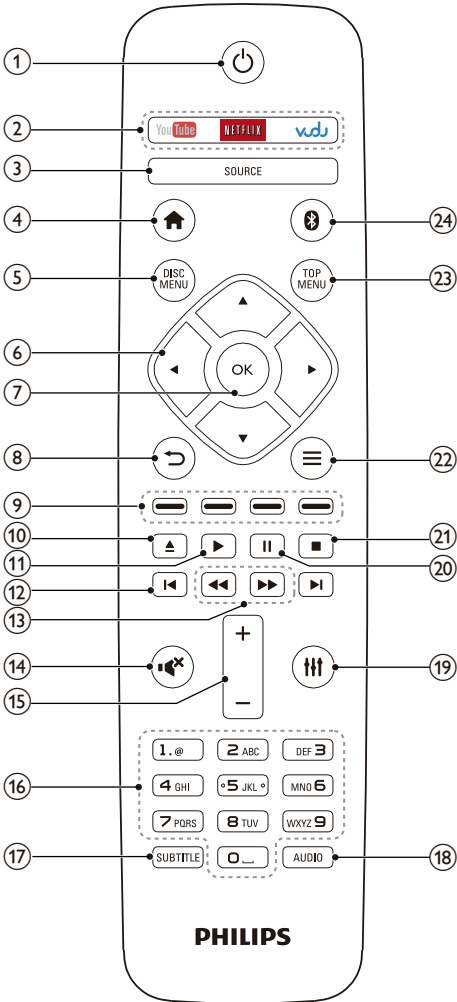 1
2
YouTube NETFLIX vudu
3
SOURCE
4
24
5
DISC
MENU
TOP
MENU
23
6
OK
7
8
22
9
10
21
11
20
12
13
+
14
19
15
−
1.@ 2 ABC DEF 3
16
4 GHI 5 JKL MNO 6
7 PQRS 8 TUV WXYZ 9
17
SUBTITLE 0 AUDIO
18
PHILIPS